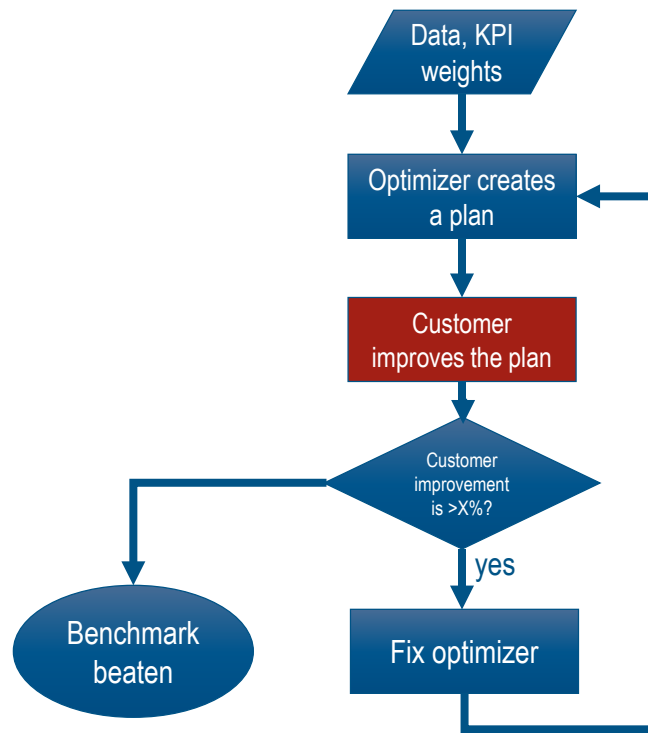 Data, KPI
weights
Optimizer creates
a plan
Customer
improves the plan
Customer
improvement
is >X%?
yes
Benchmark
beaten
Fix optimizer